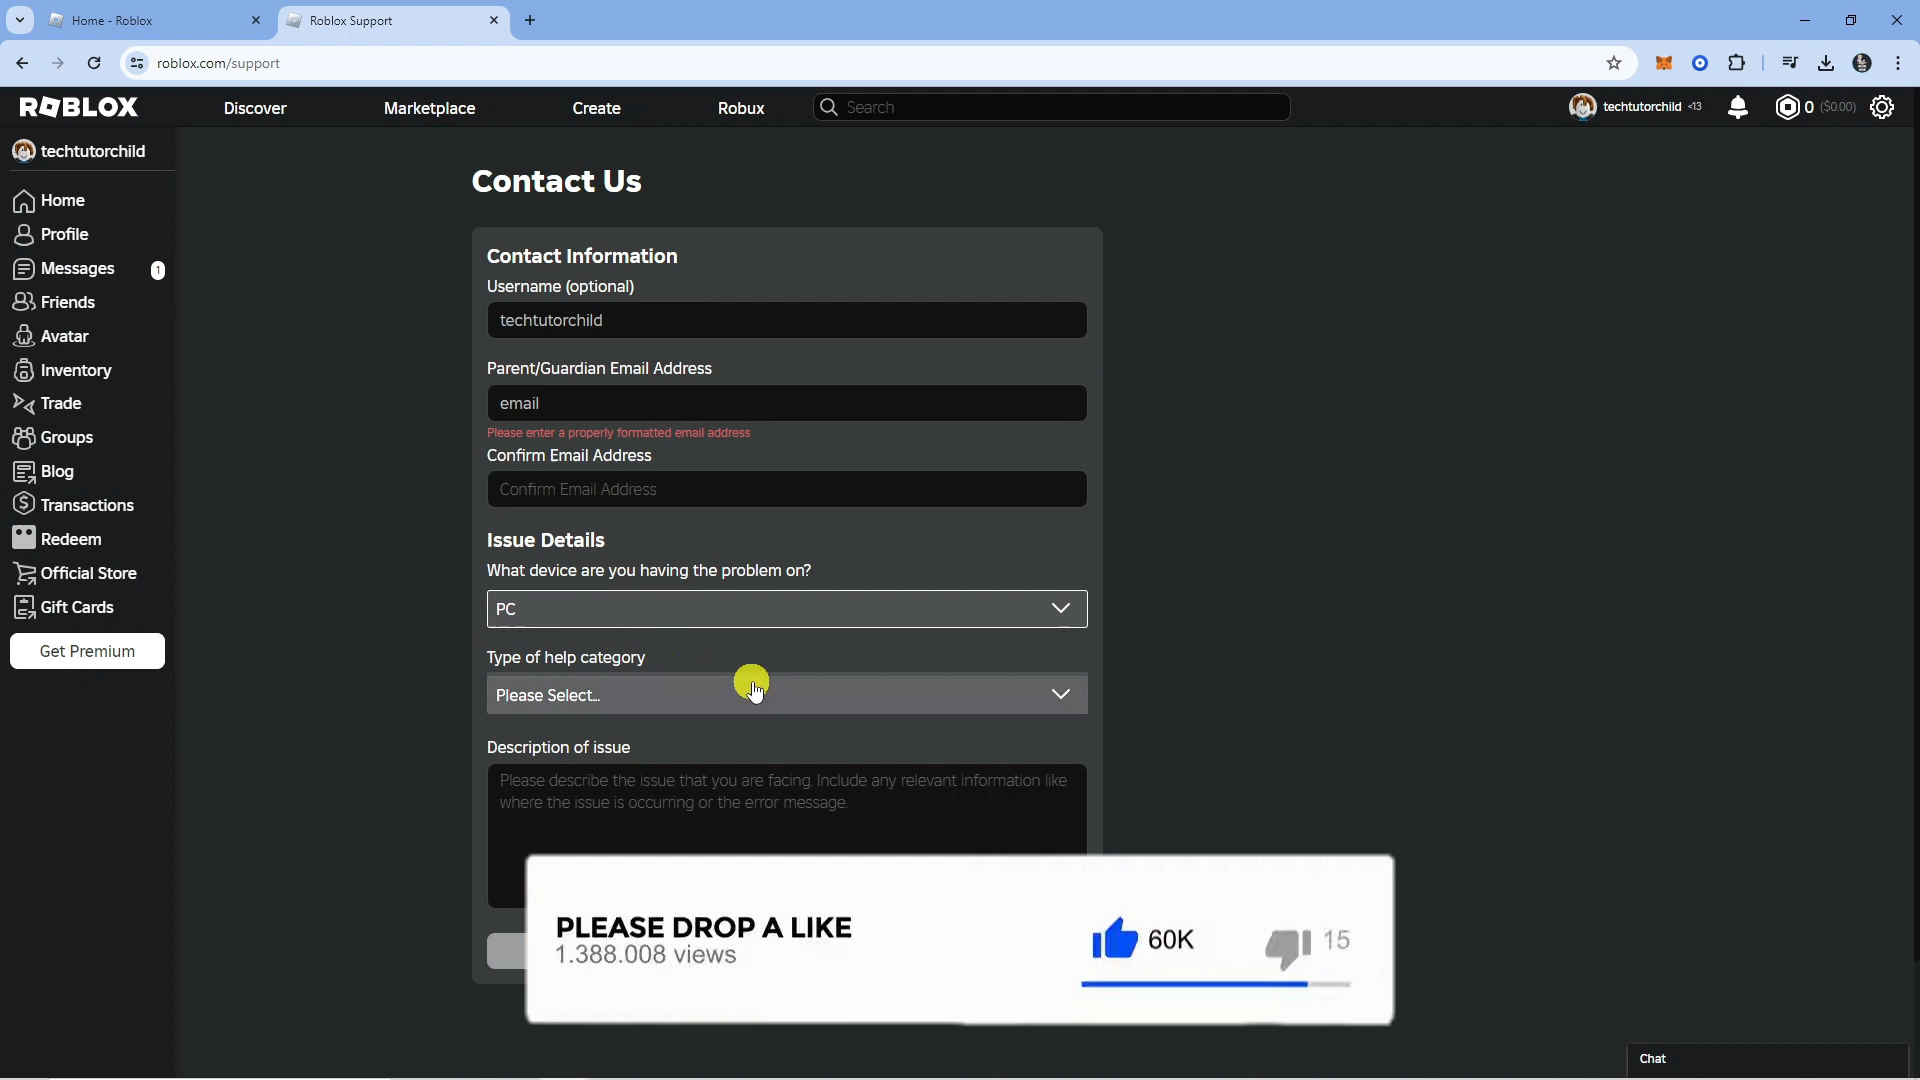 Home - Roblox
Roblox Support
roblox.com/support
ROBLOX
Discover
Marketplace
Create
Robux
Search
techtutorchild <13
0 ($0.00)
techtutorchild
Home
Profile
Messages 1
Friends
Avatar
Inventory
Trade
Groups
Blog
Transactions
Redeem
Official Store
Gift Cards
Get Premium
Contact Us
Contact Information
Username (optional)
techtutorchild
Parent/Guardian Email Address
email
Please enter a properly formatted email address
Confirm Email Address
Confirm Email Address
Issue Details
What device are you having the problem on?
PC
Type of help category
Please Select...
Description of issue
Please describe the issue that you are facing. Include any relevant information like
where the issue is occurring or the error message.
PLEASE DROP A LIKE
1.388.008 views
60K
15
Chat